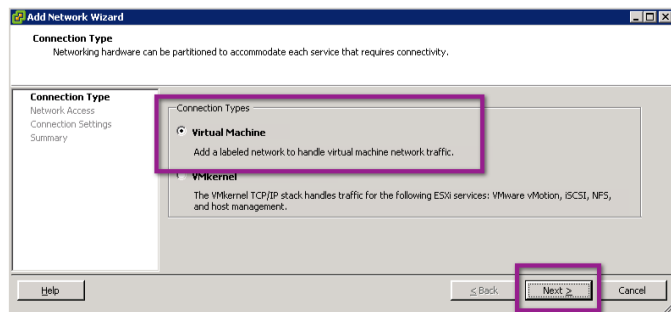 Add Network Wizard
Connection Type
Networking hardware can be partitioned to accommodate each service that requires connectivity.
Connection Type
Network Access
Connection Settings
Summary
Connection Types
Virtual Machine
Add a labeled network to handle virtual machine network traffic.
VMkernel
The VMkernel TCP/IP stack handles traffic for the following ESXi services: VMware vMotion, iSCSI, NFS,
and host management.
Help
≤ Back
Next ≥
Cancel